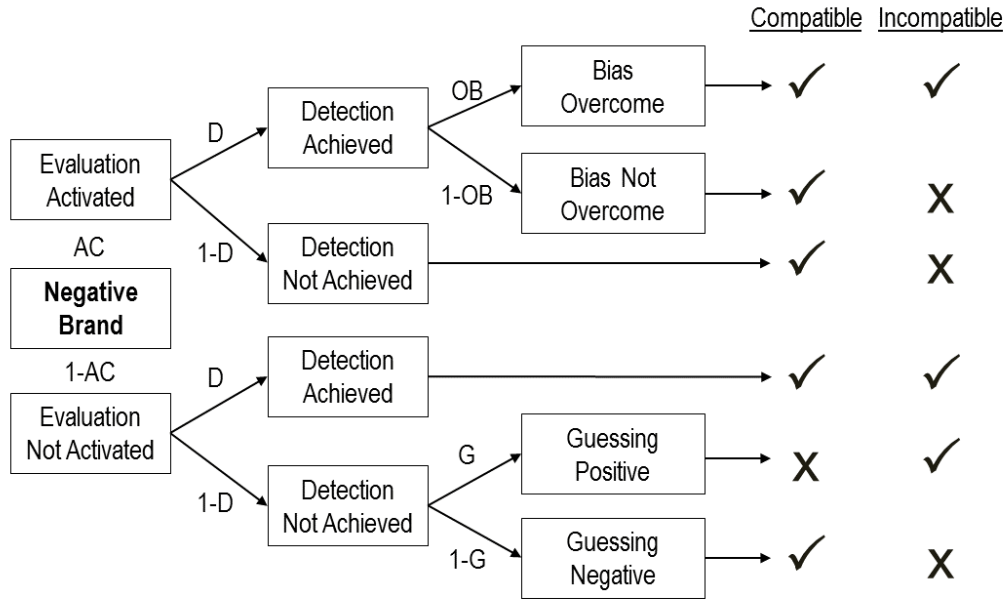 Compatible
Incompatible
Evaluation
Activated
D
Detection
Achieved
OB
Bias
Overcome
1-OB
Bias Not
Overcome
1-D
Detection
Not Achieved
AC
Negative
Brand
1-AC
Evaluation
Not Activated
D
Detection
Achieved
1-D
Detection
Not Achieved
G
Guessing
Positive
X
1-G
Guessing
Negative
X
X
X